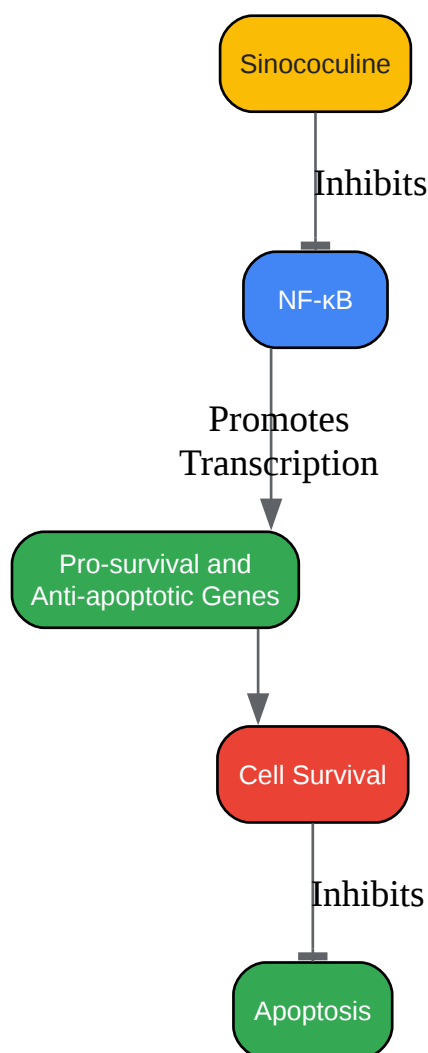 Sinococuline
Inhibits
NF-κB
Promotes
Transcription
Pro-survival and
Anti-apoptotic Genes
Cell Survival
Inhibits
Apoptosis